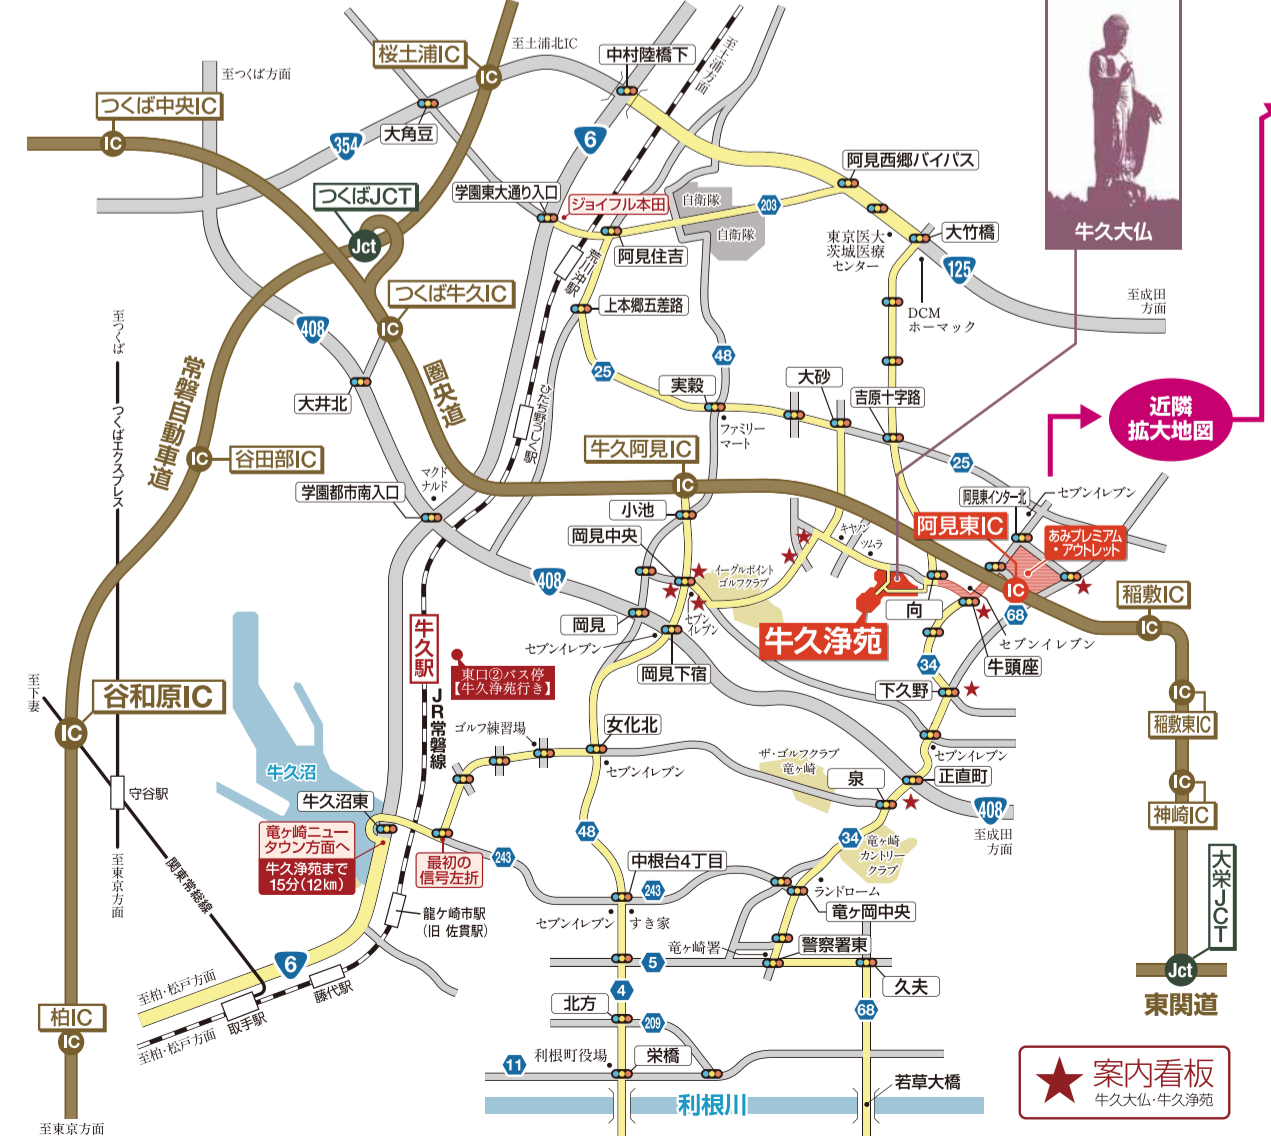 桜土浦IC
至土浦北IC
中村陸橋下
至土浦方面
至つくば方面
つくば中央IC
IC
IC
大角豆
354
6
つくばJCT
Jct
学園東大通り入口
ジョイフル本田
自衛隊
自衛隊
203
阿見西郷バイパス
阿見住吉
東京医大
茨城医療
センター
大竹橋
125
DCM
ホーマック
至成田
方面
牛久大仏
荒川沖駅
つくば牛久IC
IC
上本郷五差路
408
至つくば
つくばエクスプレス
常磐自動車道
圏央道
大井北
25
48
実穀
大砂
吉原十字路
ファミリー
マート
ひたち野うしく駅
近隣
拡大地図
IC
谷田部IC
マクド
ナルド
学園都市南入口
牛久阿見IC
IC
25
小池
岡見中央
阿見東インター北
セブンイレブン
阿見東IC
あみプレミアム
・アウトレット
キヤノン
ツムラ
イーグルポイント
ゴルフクラブ
408
セブン
イレブン
IC
68
稲敷IC
IC
岡見
セブンイレブン
岡見下宿
牛久浄苑
向
セブンイレブン
牛頭座
34
下久野
牛久駅
東口②バス停
【牛久浄苑行き】
JR常磐線
至下妻
谷和原IC
IC
IC
稲敷東IC
ゴルフ練習場
女化北
セブンイレブン
ザ・ゴルフクラブ
竜ヶ崎
セブンイレブン
正直町
泉
408
至成田
方面
IC
神崎IC
牛久沼
守谷駅
牛久沼東
竜ヶ崎ニュー
タウン方面へ
牛久浄苑まで
15分(12km)
最初の
信号左折
243
48
34
竜ヶ崎
カントリー
クラブ
中根台4丁目
243
ランドローム
竜ヶ岡中央
大栄JCT
至東京方面
関東常総線
龍ケ崎市駅
(旧 佐貫駅)
セブンイレブン
すき家
竜ヶ崎署
警察署東
5
久夫
Jct
東関道
6
藤代駅
取手駅
至柏・松戸方面
至柏・松戸方面
4
北方
209
68
柏IC
IC
11
利根町役場
栄橋
若草大橋
利根川
案内看板
牛久大仏・牛久浄苑
至東京方面